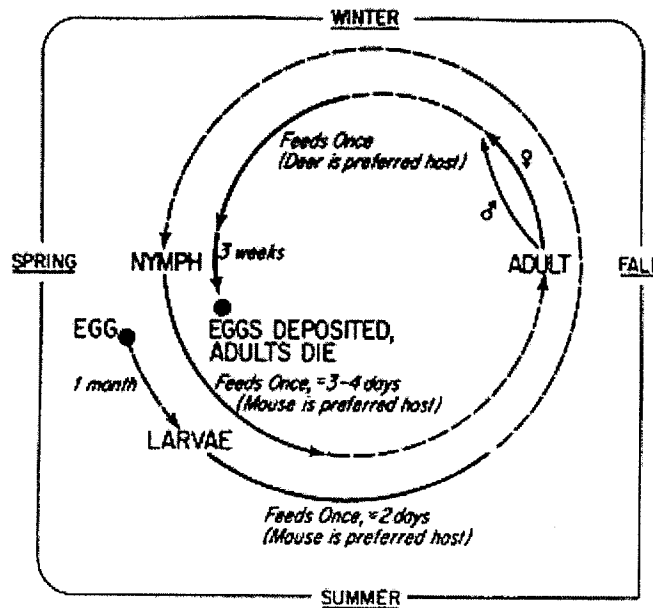 WINTER
Feeds Once
(Deer is preferred host)
♀
♂
SPRING
NYMPH
3 weeks
ADULT
FALL
EGG
EGGS DEPOSITED,
ADULTS DIE
1 month
Feeds Once, ≈3-4 days
(Mouse is preferred host)
LARVAE
Feeds Once, ≈2 days
(Mouse is preferred host)
SUMMER